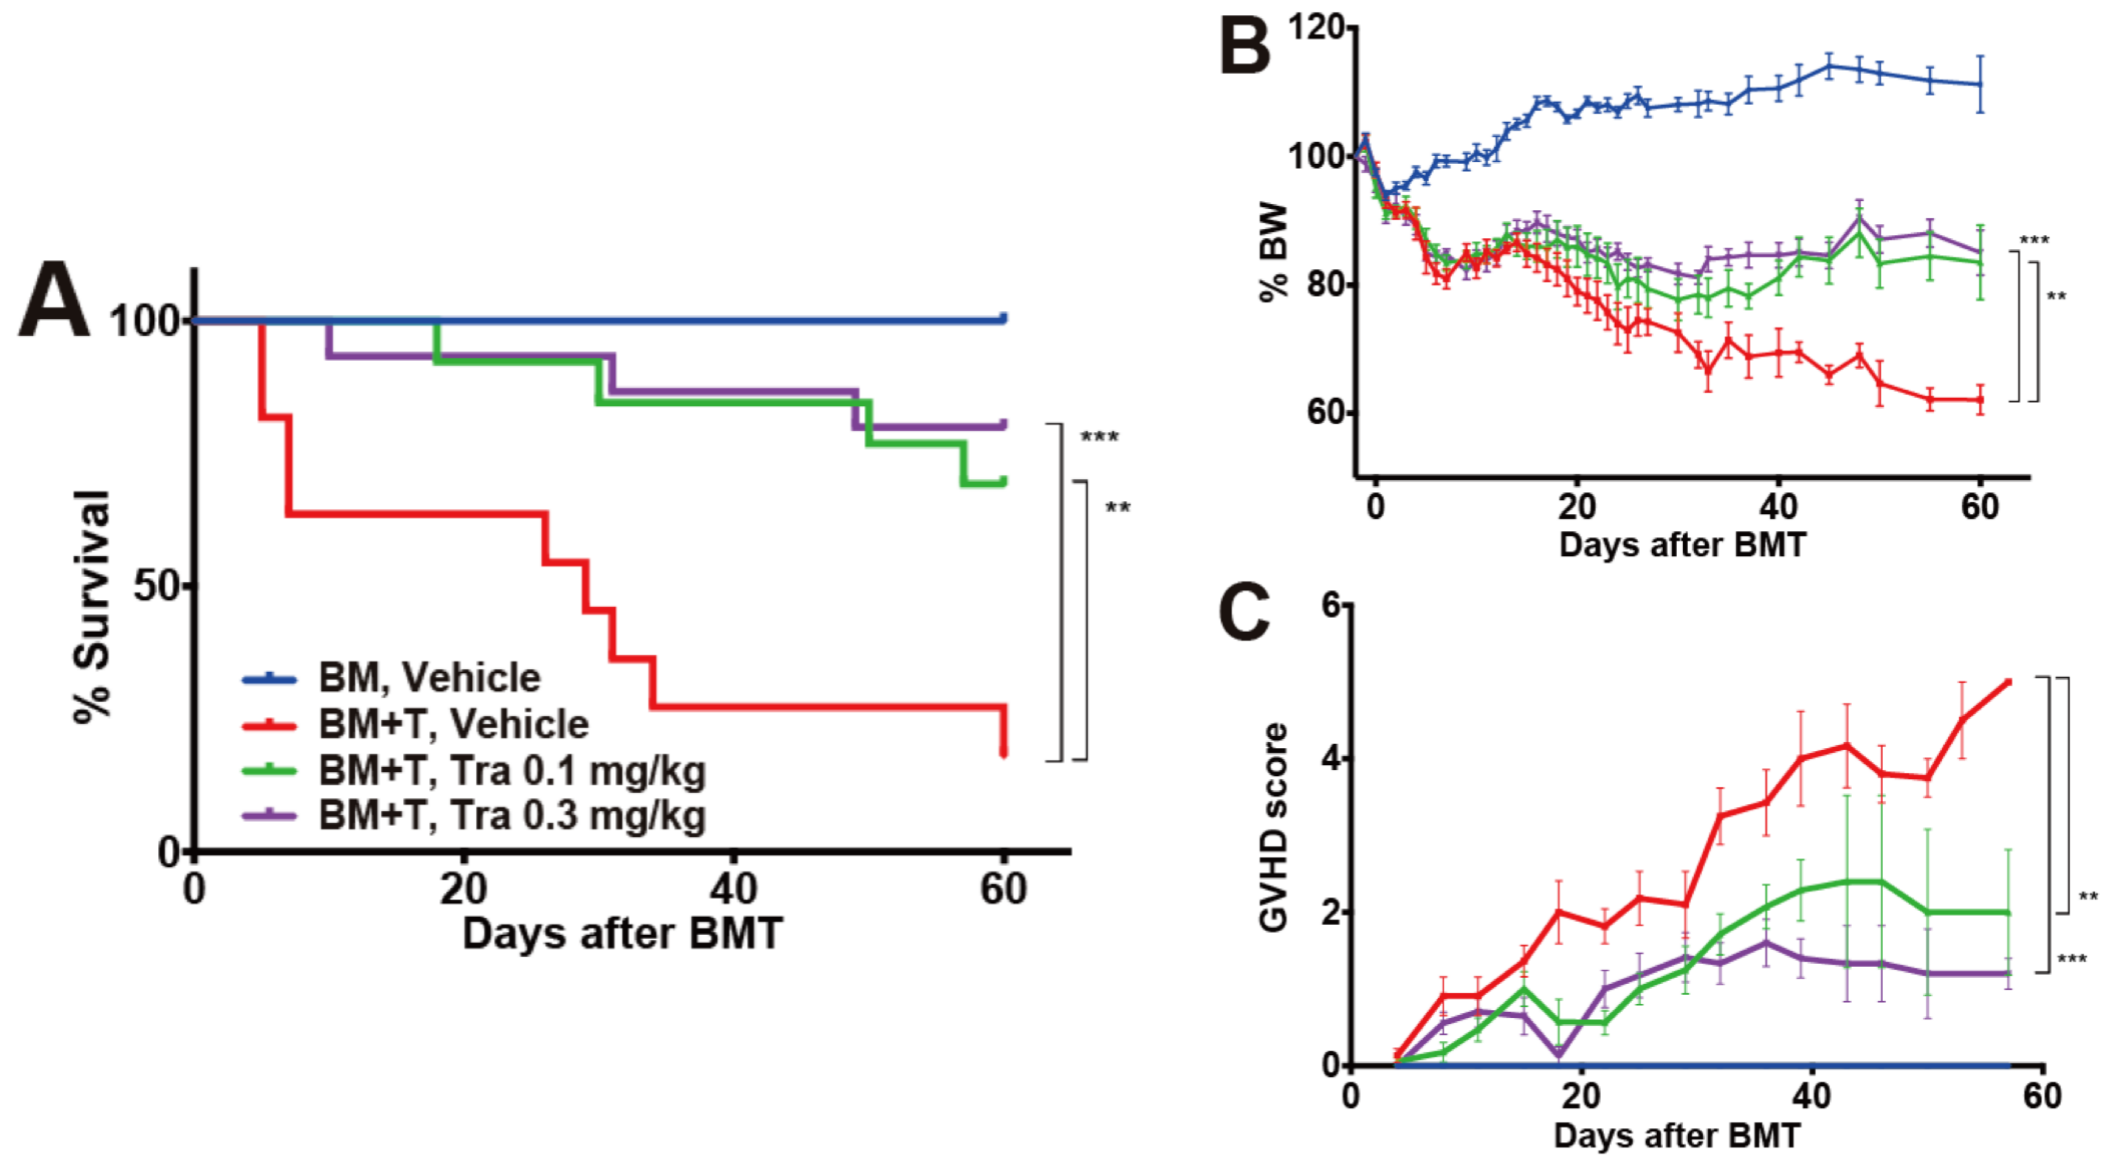 A
100
50
0
% Survival
BM, Vehicle
BM+T, Vehicle
BM+T, Tra 0.1 mg/kg
BM+T, Tra 0.3 mg/kg
0 20 40 60
Days after BMT
***
**
B
120
100
80
60
% BW
0 20 40 60
Days after BMT
***
**
C
6
4
2
0
GVHD score
0 20 40 60
Days after BMT
**
***